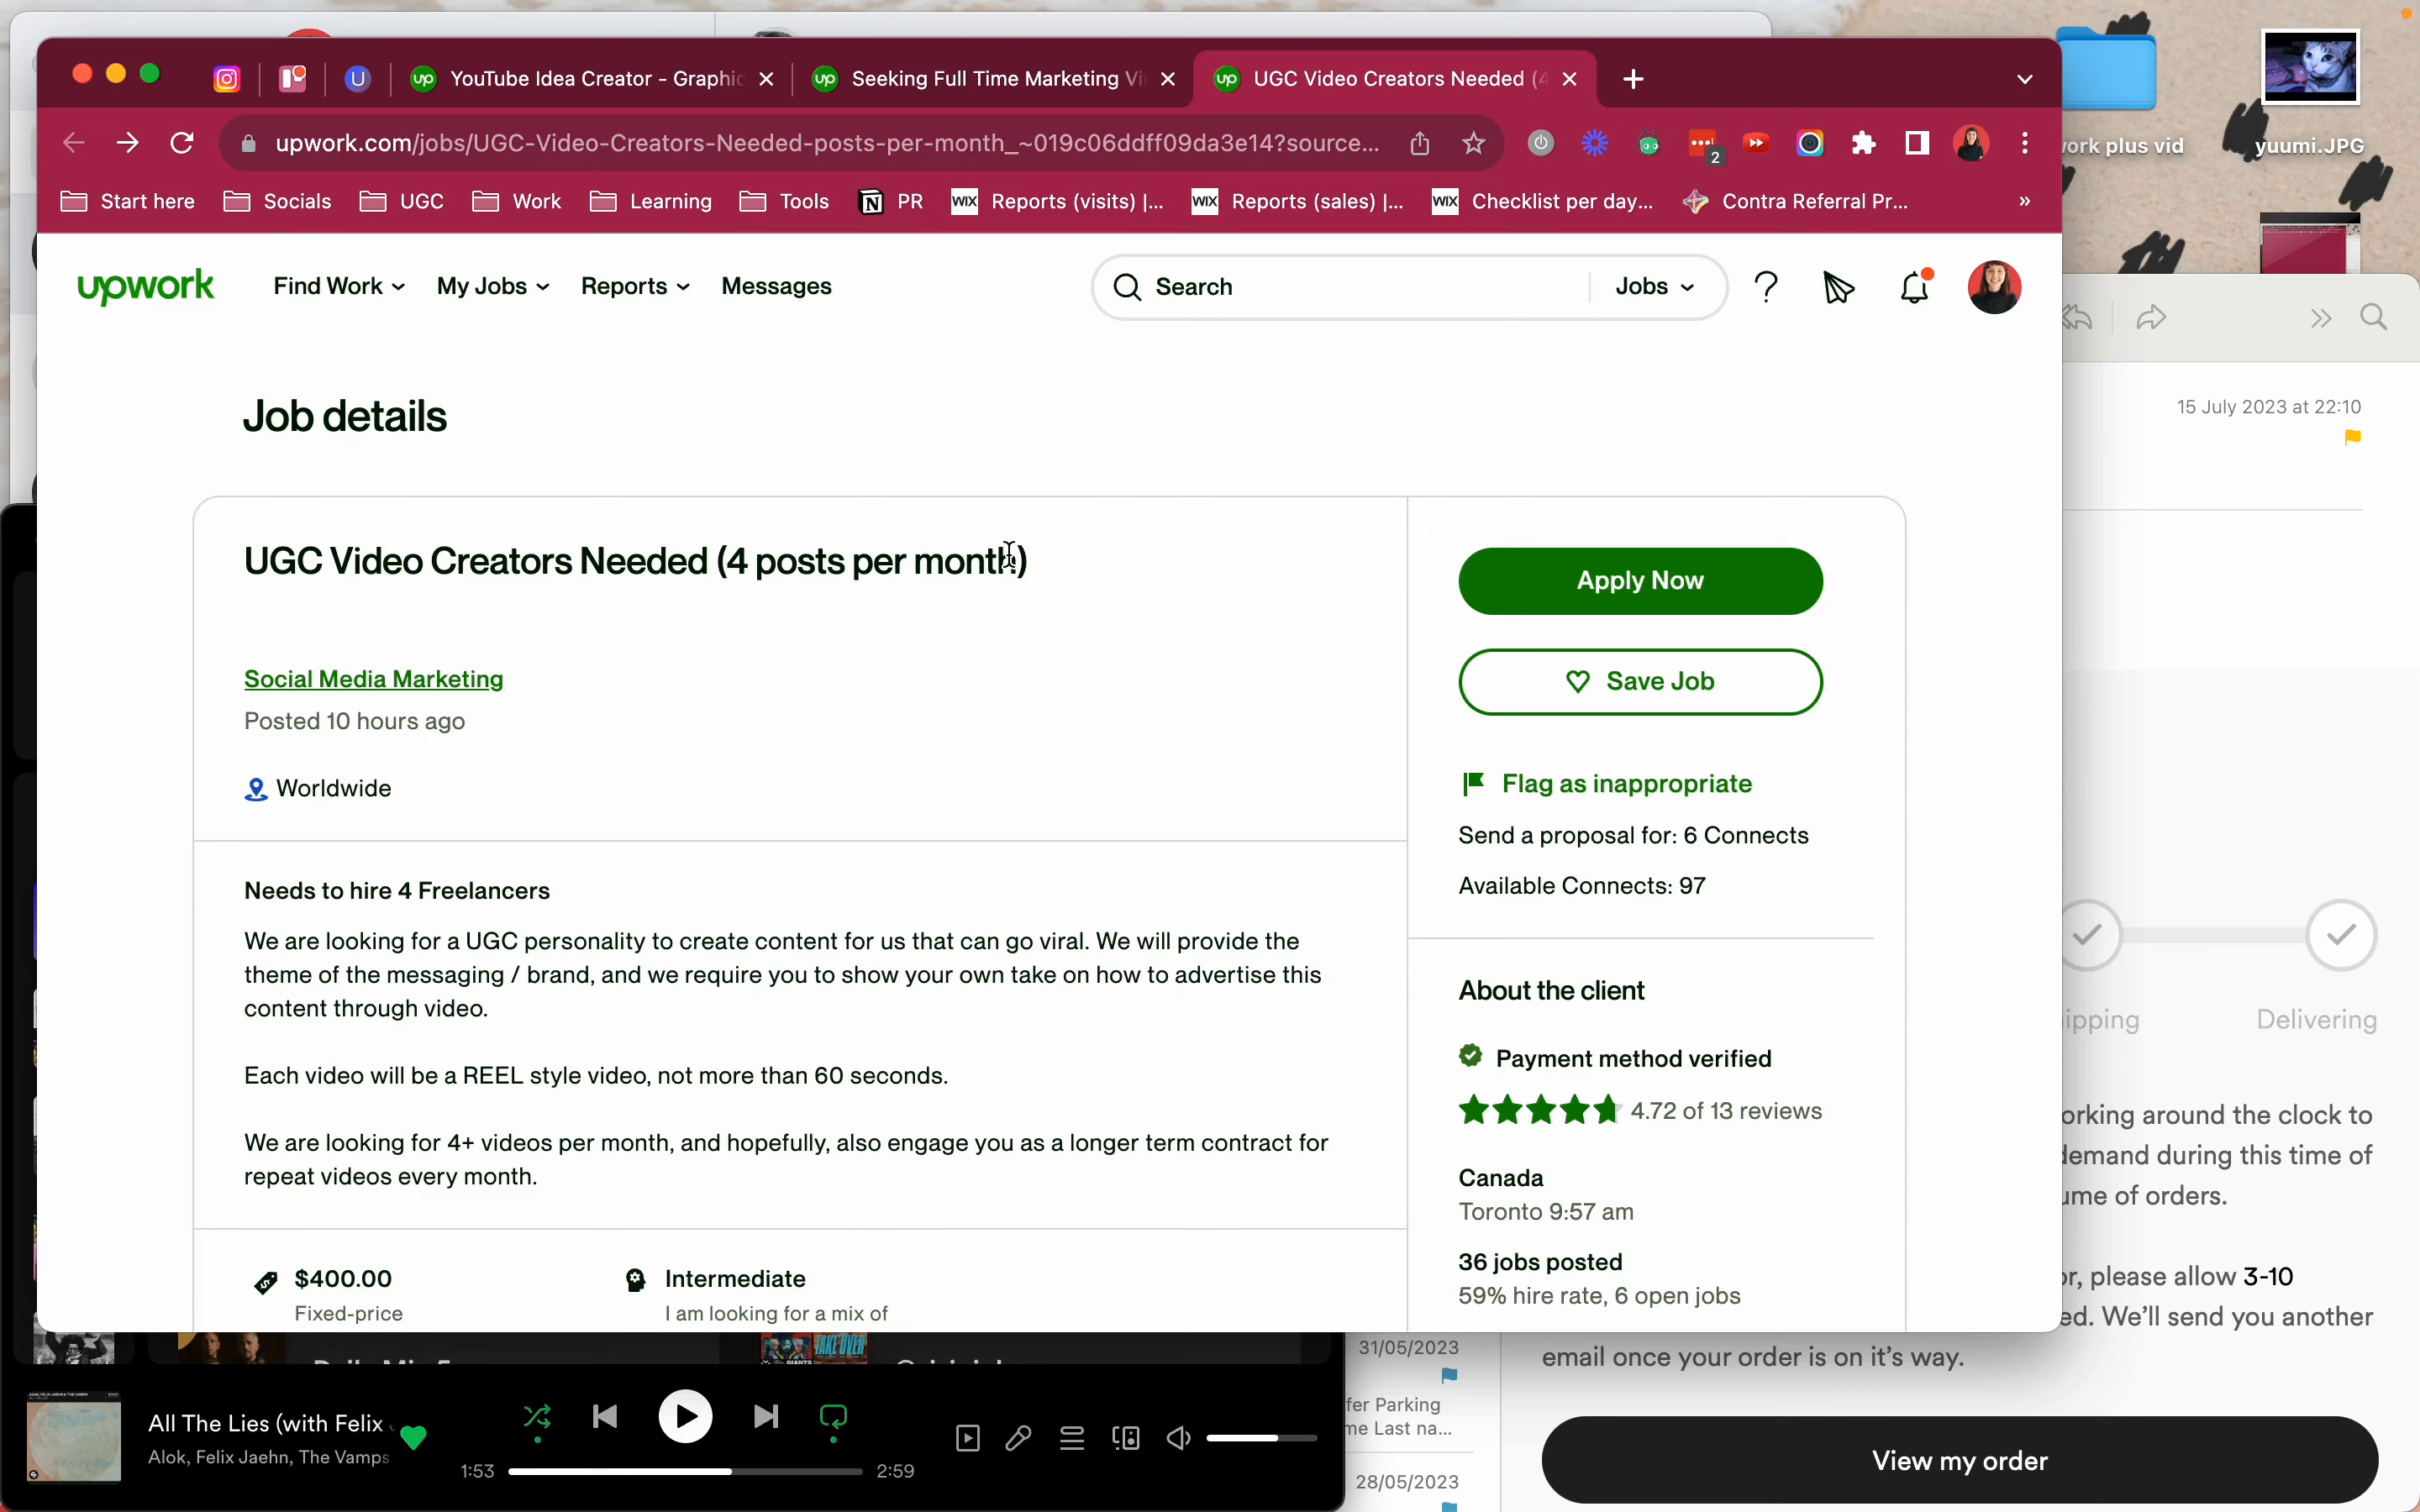 YouTube Idea Creator - Graphic
Seeking Full Time Marketing Vi
UGC Video Creators Needed (4
upwork.com/jobs/UGC-Video-Creators-Needed-posts-per-month_~019c06ddff09da3e14?source...
2
Start here
Socials
UGC
Work
Learning
Tools
PR
WIX Reports (visits) |...
WIX Reports (sales) |...
WIX Checklist per day...
Contra Referral Pr...
»
work plus vid
yuumi.JPG
upwork
Find Work
My Jobs
Reports
Messages
Search
Jobs
Job details
UGC Video Creators Needed (4 posts per month)
Social Media Marketing
Posted 10 hours ago
Worldwide
Needs to hire 4 Freelancers
We are looking for a UGC personality to create content for us that can go viral. We will provide the
theme of the messaging / brand, and we require you to show your own take on how to advertise this
content through video.
Each video will be a REEL style video, not more than 60 seconds.
We are looking for 4+ videos per month, and hopefully, also engage you as a longer term contract for
repeat videos every month.
$400.00
Fixed-price
Intermediate
I am looking for a mix of
Apply Now
Save Job
Flag as inappropriate
Send a proposal for: 6 Connects
Available Connects: 97
About the client
Payment method verified
4.72 of 13 reviews
Canada
Toronto 9:57 am
36 jobs posted
59% hire rate, 6 open jobs
15 July 2023 at 22:10
ipping
Delivering
orking around the clock to
demand during this time of
ume of orders.
or, please allow 3-10
ed. We'll send you another
email once your order is on it's way.
View my order
31/05/2023
fer Parking
me Last na...
28/05/2023
TAKEOVER
All The Lies (with Felix
Alok, Felix Jaehn, The Vamps
1:53
2:59